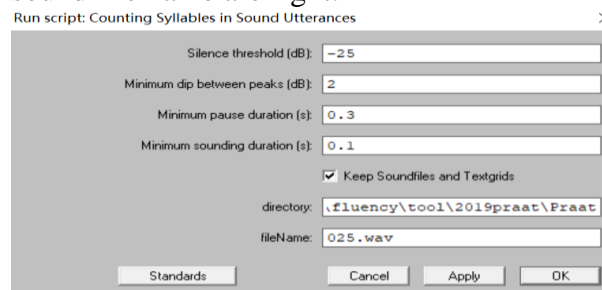 Run script: Counting Syllables in Sound Utterances
Silence threshold (dB): -25
Minimum dip between peaks (dB): 2
Minimum pause duration (s): 0.3
Minimum sounding duration (s): 0.1
Keep Soundfiles and Textgrids
directory: .fluency\tool\2019praat\Praat
fileName: 025.wav
Standards Cancel Apply OK